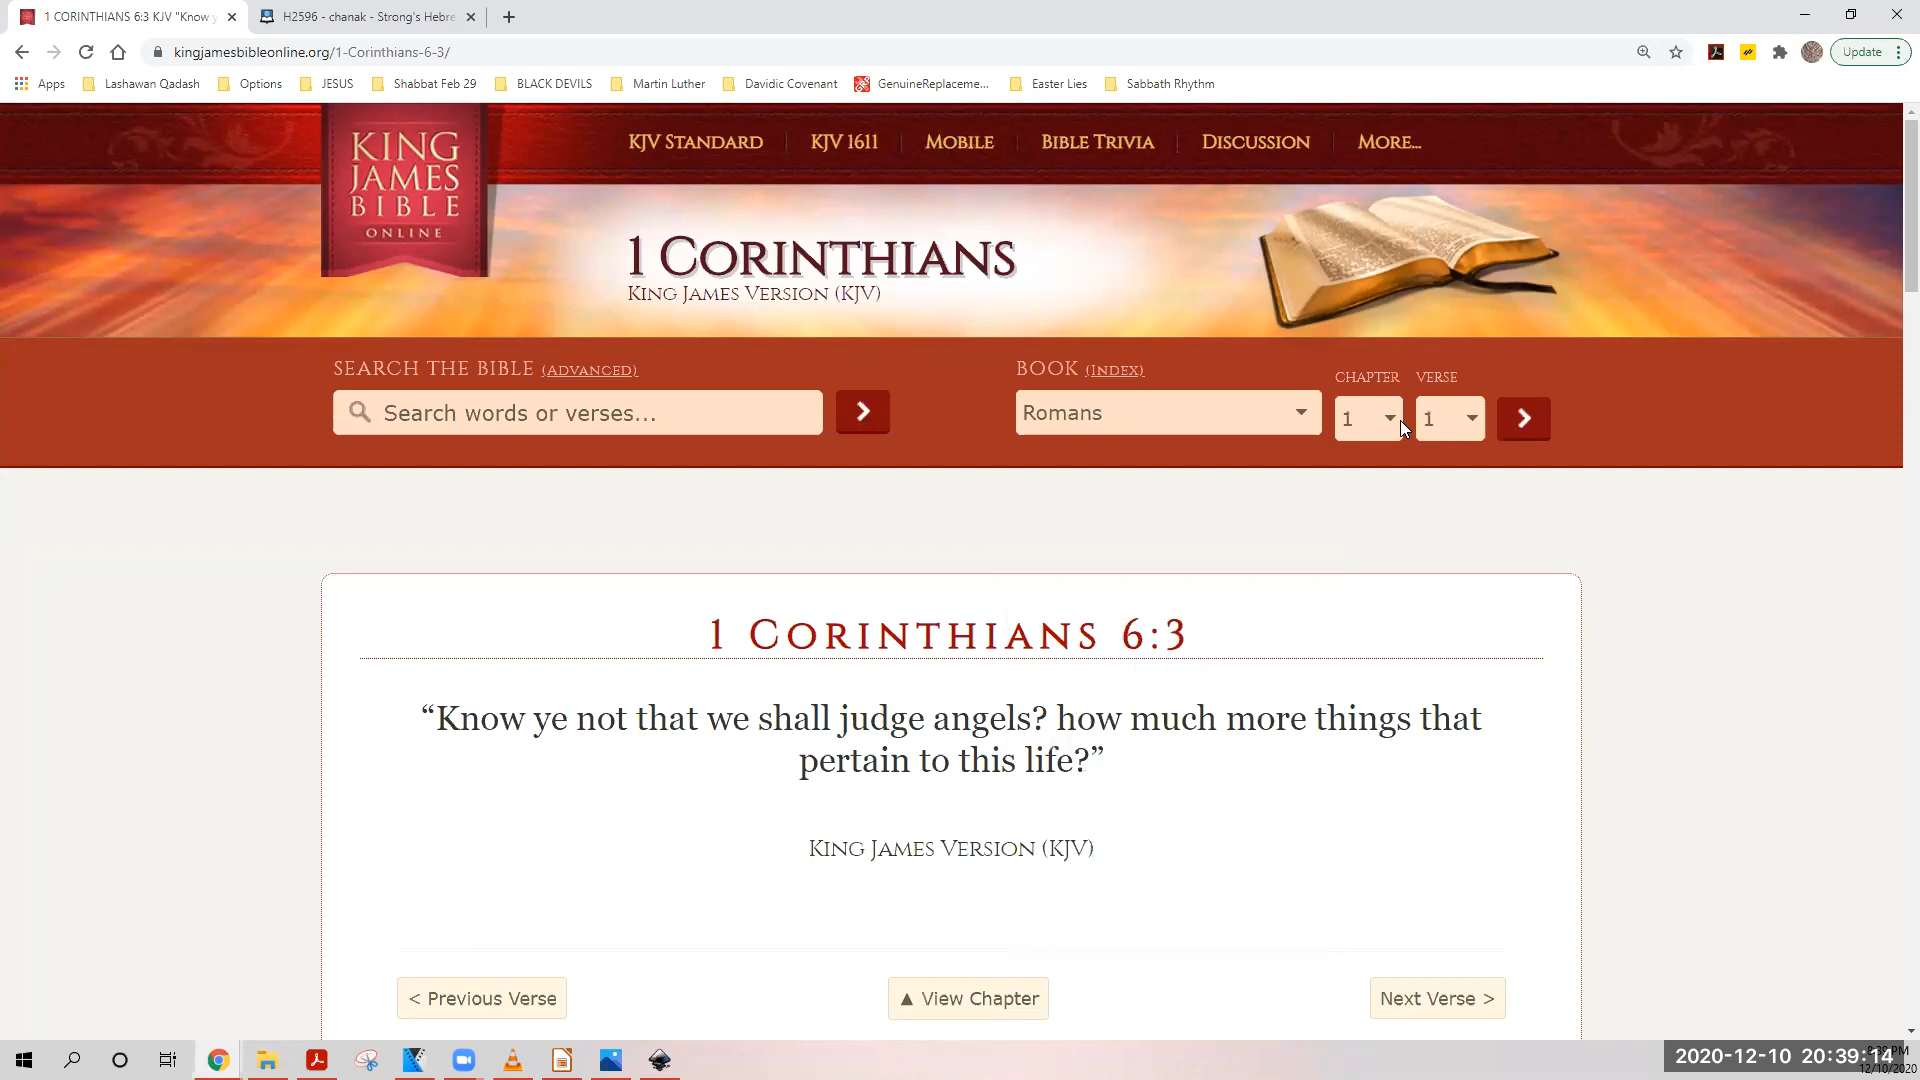 1 CORINTHIANS 6:3 KJV "Know y
H2596 - chanak - Strong's Hebre
kingjamesbibleonline.org/1-Corinthians-6-3/
Update
Apps
Lashawan Qadash
Options
JESUS
Shabbat Feb 29
BLACK DEVILS
Martin Luther
Davidic Covenant
GenuineReplaceme...
Easter Lies
Sabbath Rhythm
KING
JAMES
BIBLE
ONLINE
KJV STANDARD
KJV 1611
MOBILE
BIBLE TRIVIA
DISCUSSION
MORE...
1 CORINTHIANS
KING JAMES VERSION (KJV)
SEARCH THE BIBLE (ADVANCED)
Search words or verses...
BOOK (INDEX)
Romans
CHAPTER
1
VERSE
1
1 CORINTHIANS 6:3
“Know ye not that we shall judge angels? how much more things that
pertain to this life?”
KING JAMES VERSION (KJV)
< Previous Verse
▲ View Chapter
Next Verse >
2020-12-10 20:39:14
12/10/2020